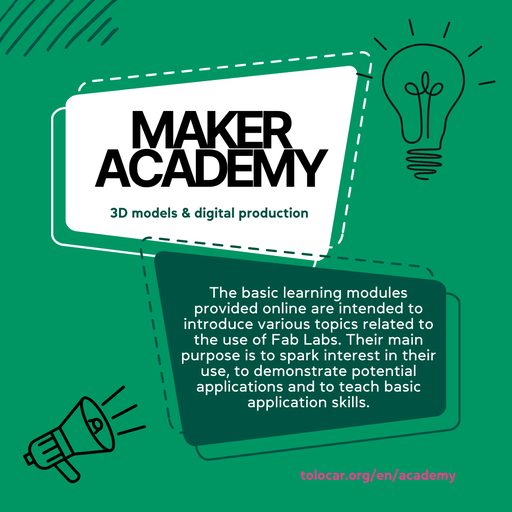 MAKER
ACADEMY
3D models & digital production
The basic learning modules
provided online are intended to
introduce various topics related to
the use of Fab Labs. Their main
purpose is to spark interest in their
use, to demonstrate potential
applications and to teach basic
application skills.
tolocar.org/en/academy